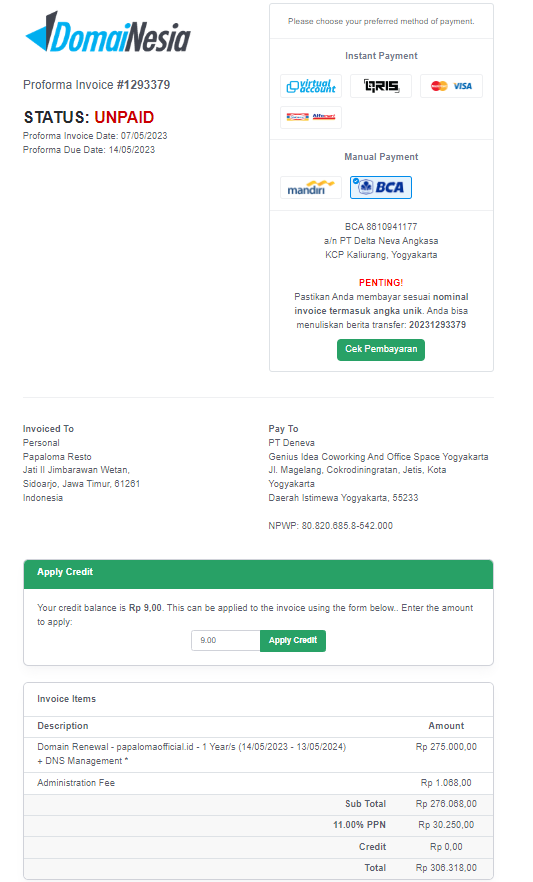 DomaiNesia
Proforma Invoice #1293379
STATUS: UNPAID
Proforma Invoice Date: 07/05/2023
Proforma Due Date: 14/05/2023
Please choose your preferred method of payment.
Instant Payment
virtual account
QRIS
VISA
Alfamart
Manual Payment
mandiri
BCA
BCA 8610941177
a/n PT Delta Neva Angkasa
KCP Kaliurang, Yogyakarta
PENTING!
Pastikan Anda membayar sesuai nominal
invoice termasuk angka unik. Anda bisa
menuliskan berita transfer: 20231293379
Cek Pembayaran
Invoiced To
Personal
Papaloma Resto
Jati II Jimbarawan Wetan,
Sidoarjo, Jawa Timur, 61261
Indonesia
Pay To
PT Deneva
Genius Idea Coworking And Office Space Yogyakarta
Jl. Magelang, Cokrodiningratan, Jetis, Kota
Yogyakarta
Daerah Istimewa Yogyakarta, 55233
NPWP: 80.820.685.8-542.000
Apply Credit
Your credit balance is Rp 9,00. This can be applied to the invoice using the form below.. Enter the amount
to apply:
9.00 Apply Credit
Invoice Items
Description Amount
Domain Renewal - papalomaofficial.id - 1 Year/s (14/05/2023 - 13/05/2024) Rp 275.000,00
+ DNS Management *
Administration Fee Rp 1.068,00
Sub Total Rp 276.068,00
11.00% PPN Rp 30.250,00
Credit Rp 0,00
Total Rp 306.318,00